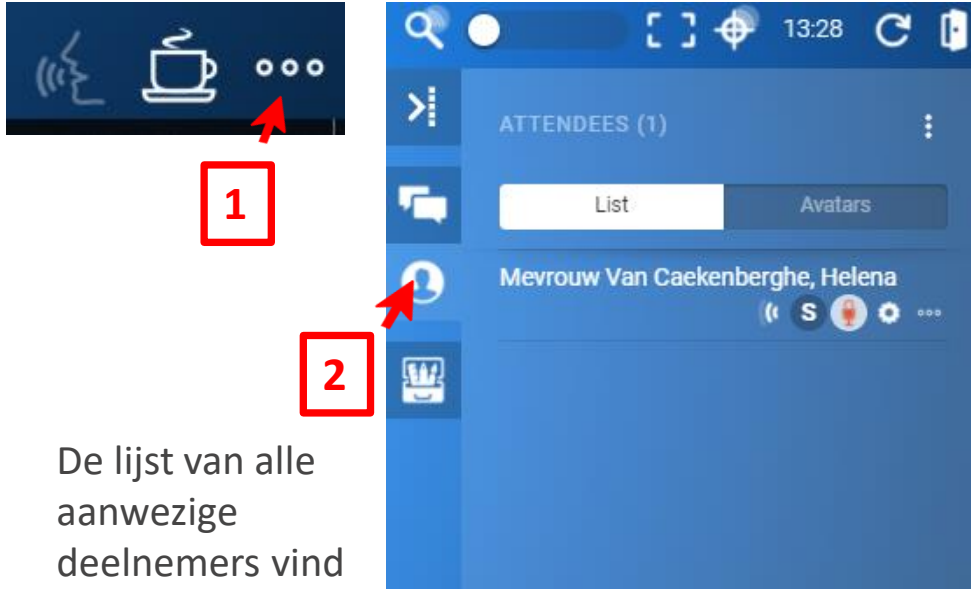 13:28
ATTENDEES (1)
1
List
Avatars
Mevrouw Van Caekenberghe, Helena
S
2
De lijst van alle
aanwezige
deelnemers vind